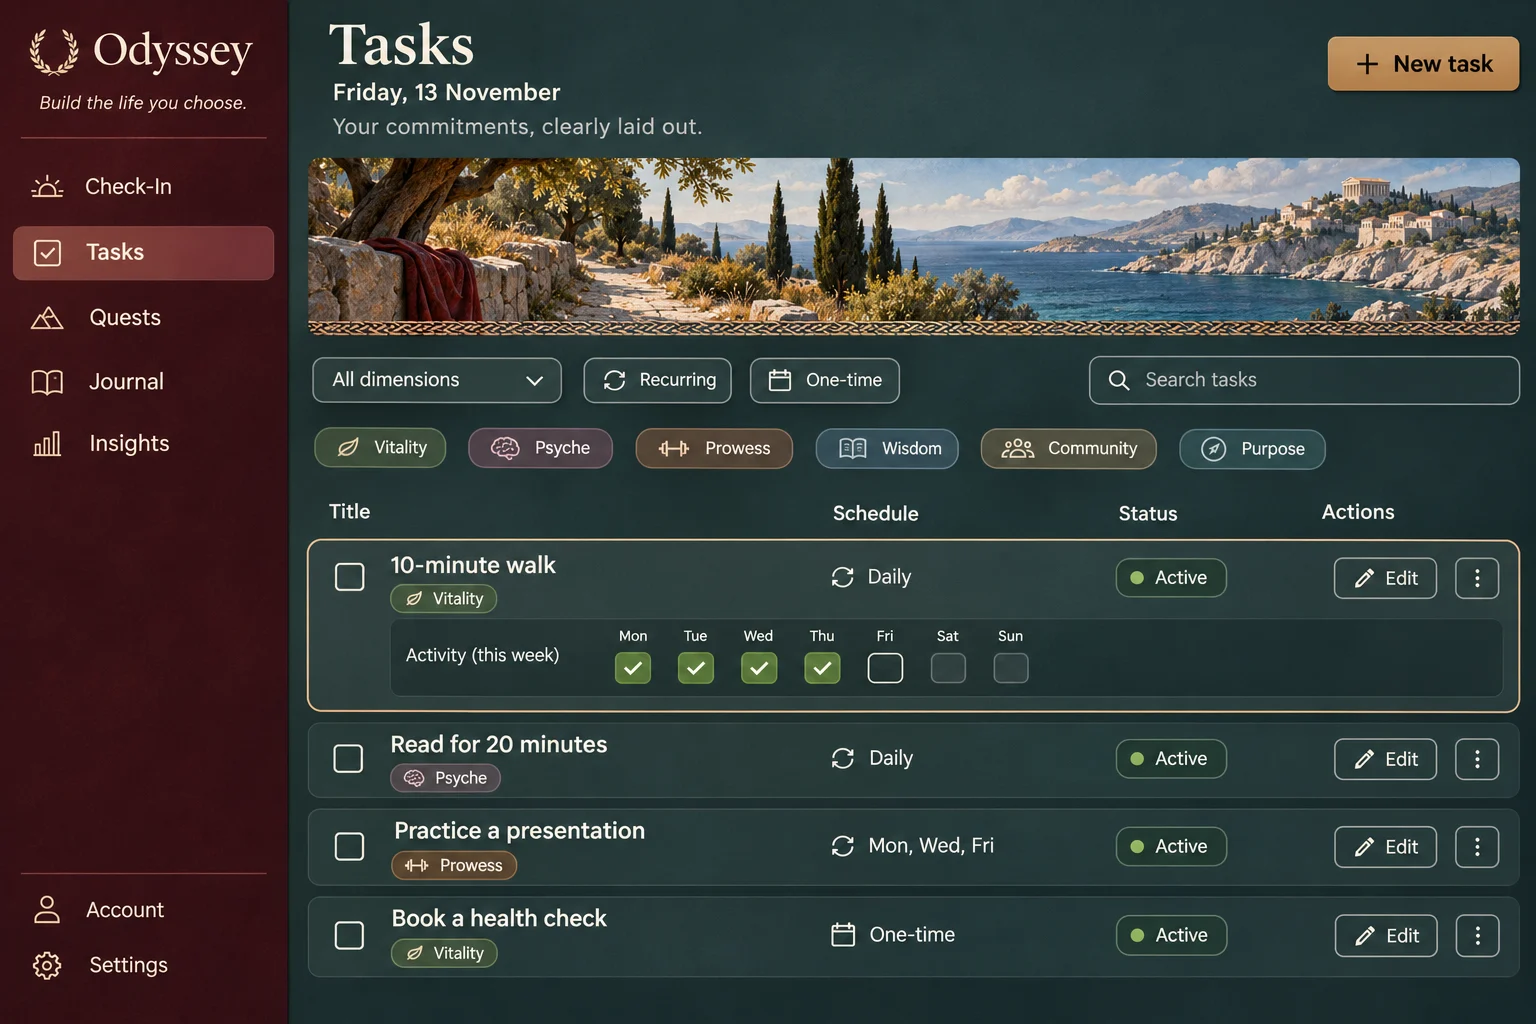 Odyssey
Build the life you choose.
Check-In
Tasks
Quests
Journal
Insights
Account
Settings
Tasks
Friday, 13 November
Your commitments, clearly laid out.
+ New task
All dimensions
Recurring
One-time
Search tasks
Vitality
Psyche
Prowess
Wisdom
Community
Purpose
Title Schedule Status Actions
10-minute walk
Vitality
Daily
Active
Edit
Activity (this week)
Mon Tue Wed Thu Fri Sat Sun
Read for 20 minutes
Psyche
Daily
Active
Edit
Practice a presentation
Prowess
Mon, Wed, Fri
Active
Edit
Book a health check
Vitality
One-time
Active
Edit